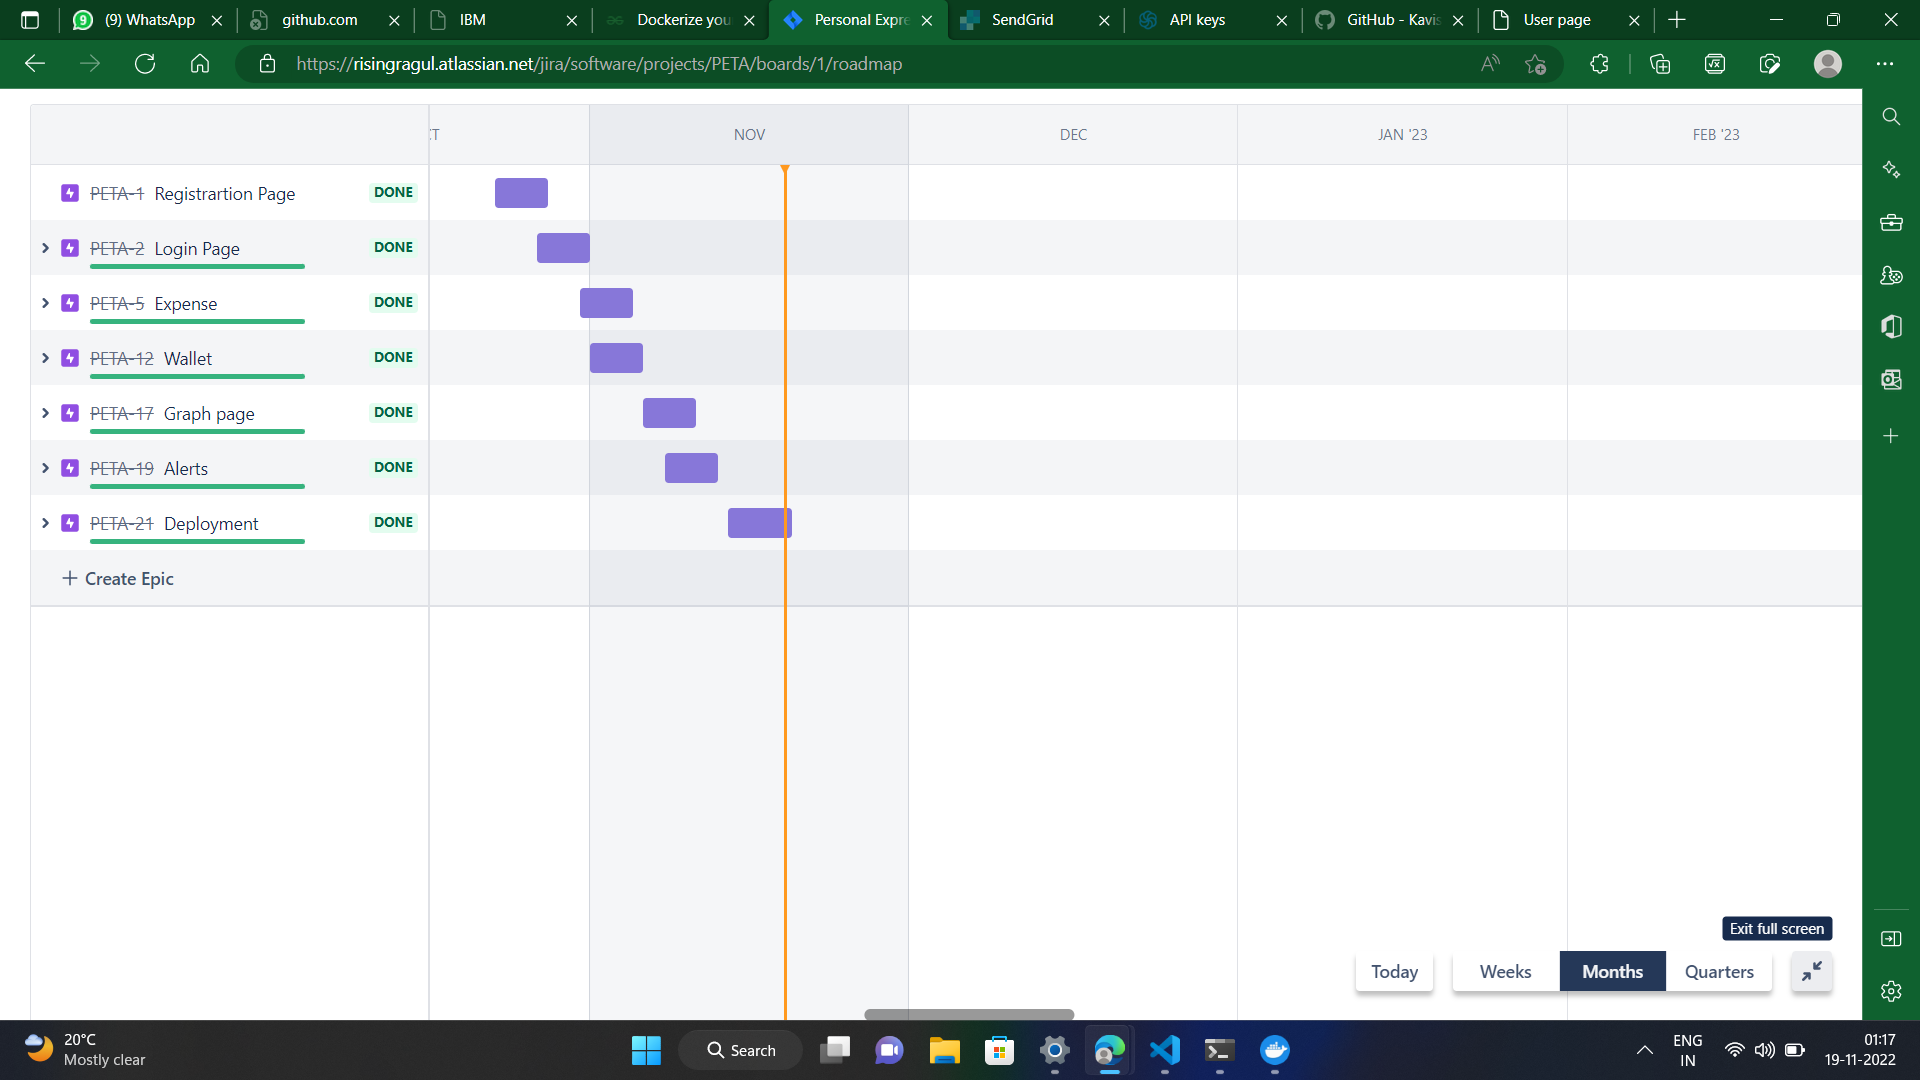 (9) WhatsApp
github.com
IBM
Dockerize you
Personal Expre
SendGrid
API keys
GitHub - Kavis
User page
https://risingragul.atlassian.net/jira/software/projects/PETA/boards/1/roadmap
CT NOV DEC JAN '23 FEB '23
PETA-1 Registrartion Page DONE
PETA-2 Login Page DONE
PETA-5 Expense DONE
PETA-12 Wallet DONE
PETA-17 Graph page DONE
PETA-19 Alerts DONE
PETA-21 Deployment DONE
+ Create Epic
Exit full screen
Today Weeks Months Quarters
20°C
Mostly clear
Search
ENG
IN
01:17
19-11-2022